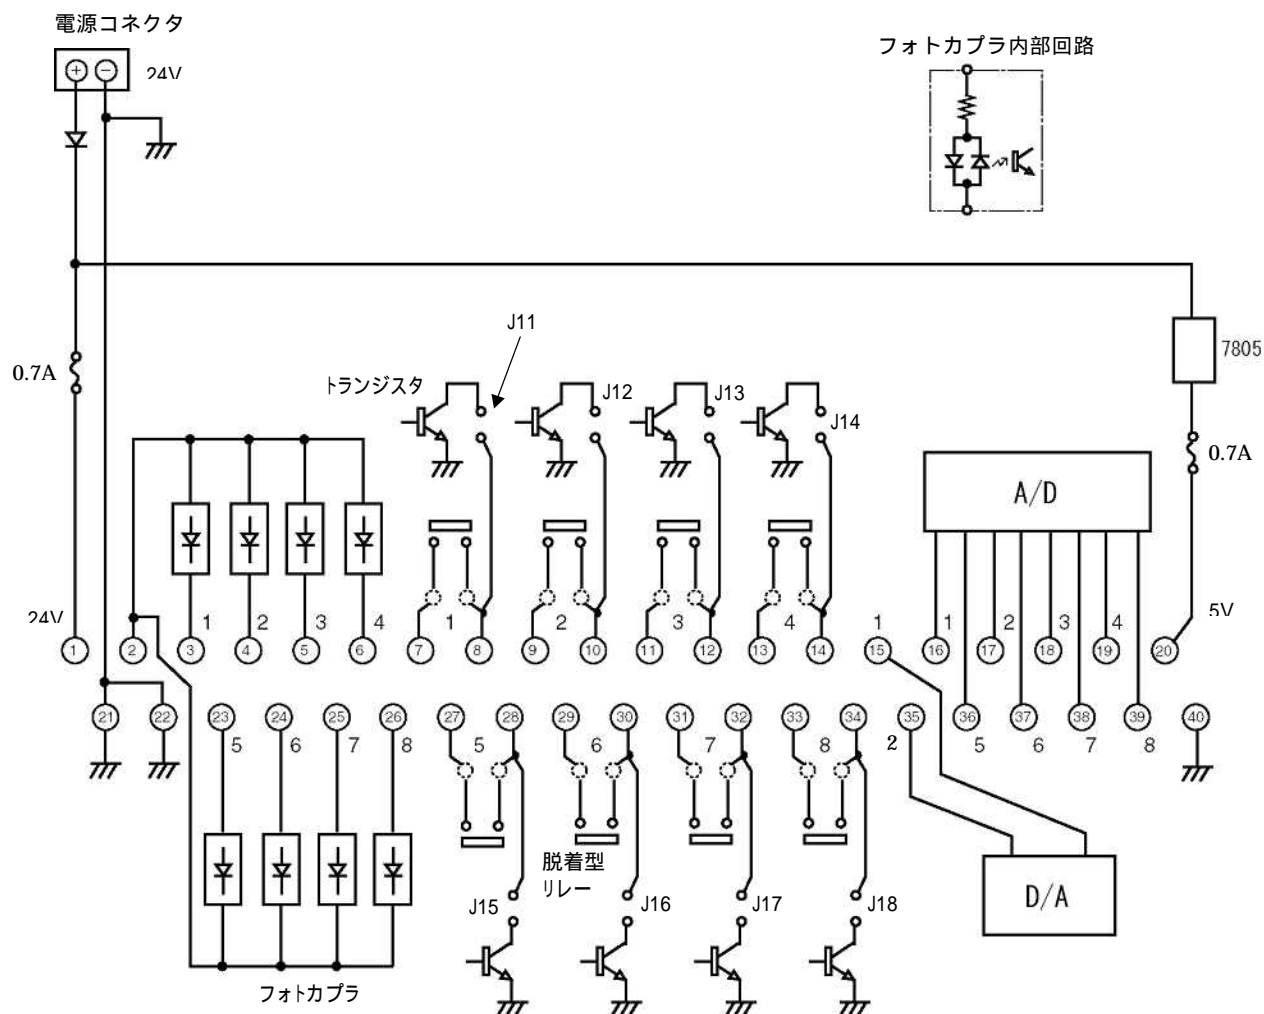 電源コネクタ
+ − 24V
フォトカプラ内部回路
J11
7805
0.7A
トランジスタ
J12
J13
J14
0.7A
A/D
24V
1 2 3 4
1 2 3 4
1
1 2 3 4
5V
1 2 3 4 5 6 7 8 9 10 11 12 13 14 15 16 17 18 19 20
21 22 23 24 25 26 27 28 29 30 31 32 33 34 35 36 37 38 39 40
5 6 7 8
5 6 7 8
2
5 6 7 8
脱着型
リレー
D/A
J15
J16
J17
J18
フォトカプラ